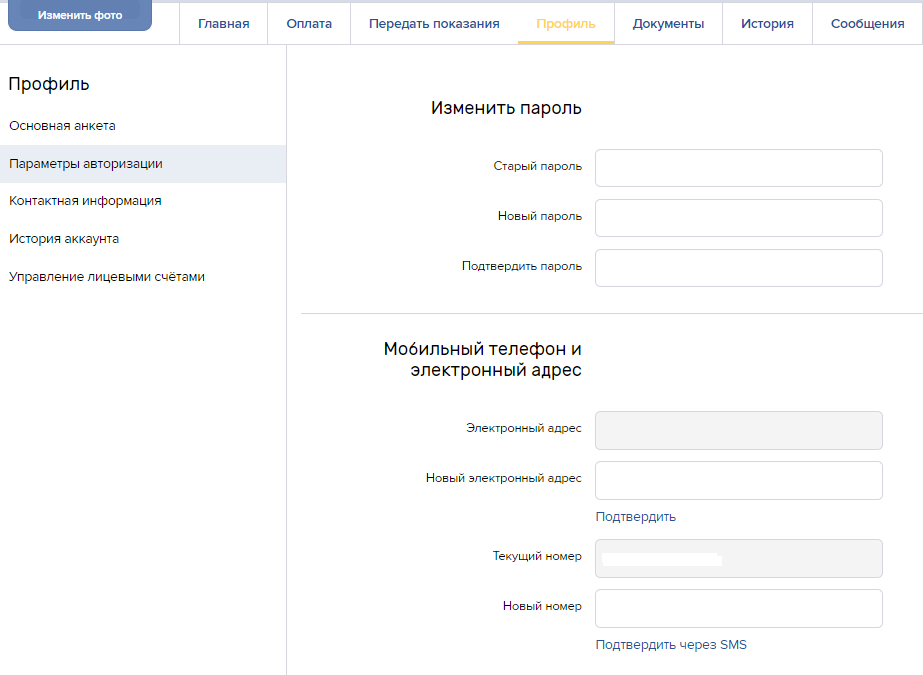 Изменить фото
Главная
Оплата
Передать показания
Профиль
Документы
История
Сообщения
Профиль
Основная анкета
Параметры авторизации
Контактная информация
История аккаунта
Управление лицевыми счётами
Изменить пароль
Старый пароль
Новый пароль
Подтвердить пароль
Мобильный телефон и
электронный адрес
Электронный адрес
Новый электронный адрес
Подтвердить
Текущий номер
Новый номер
Подтвердить через SMS